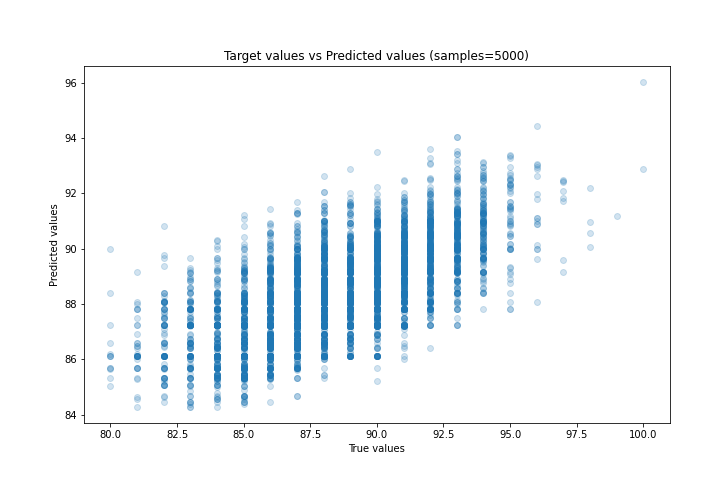 Target values vs Predicted values (samples=5000)
96
94
92
90
88
86
84
Predicted values
80.0 82.5 85.0 87.5 90.0 92.5 95.0 97.5 100.0
True values